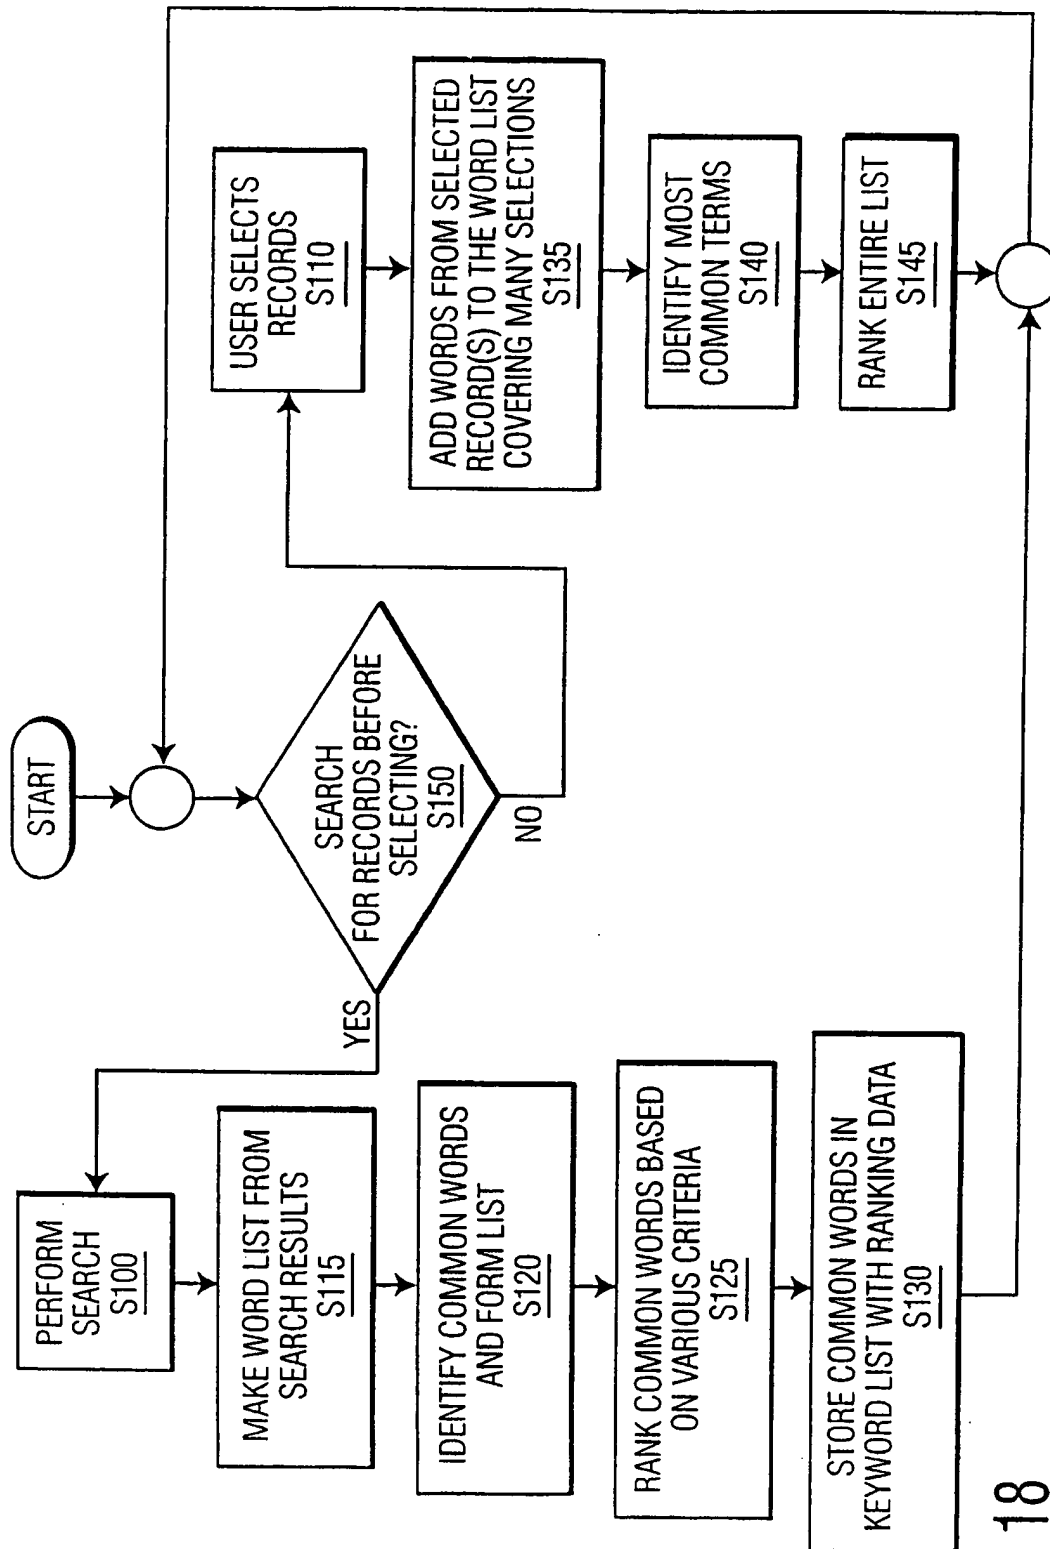 START
SEARCH
FOR RECORDS BEFORE
SELECTING?
S150
YES
NO
PERFORM
SEARCH
S100
MAKE WORD LIST FROM
SEARCH RESULTS
S115
IDENTIFY COMMON WORDS
AND FORM LIST
S120
RANK COMMON WORDS BASED
ON VARIOUS CRITERIA
S125
STORE COMMON WORDS IN
KEYWORD LIST WITH RANKING DATA
S130
USER SELECTS
RECORDS
S110
ADD WORDS FROM SELECTED
RECORD(S) TO THE WORD LIST
COVERING MANY SELECTIONS
S135
IDENTIFY MOST
COMMON TERMS
S140
RANK ENTIRE LIST
S145
18